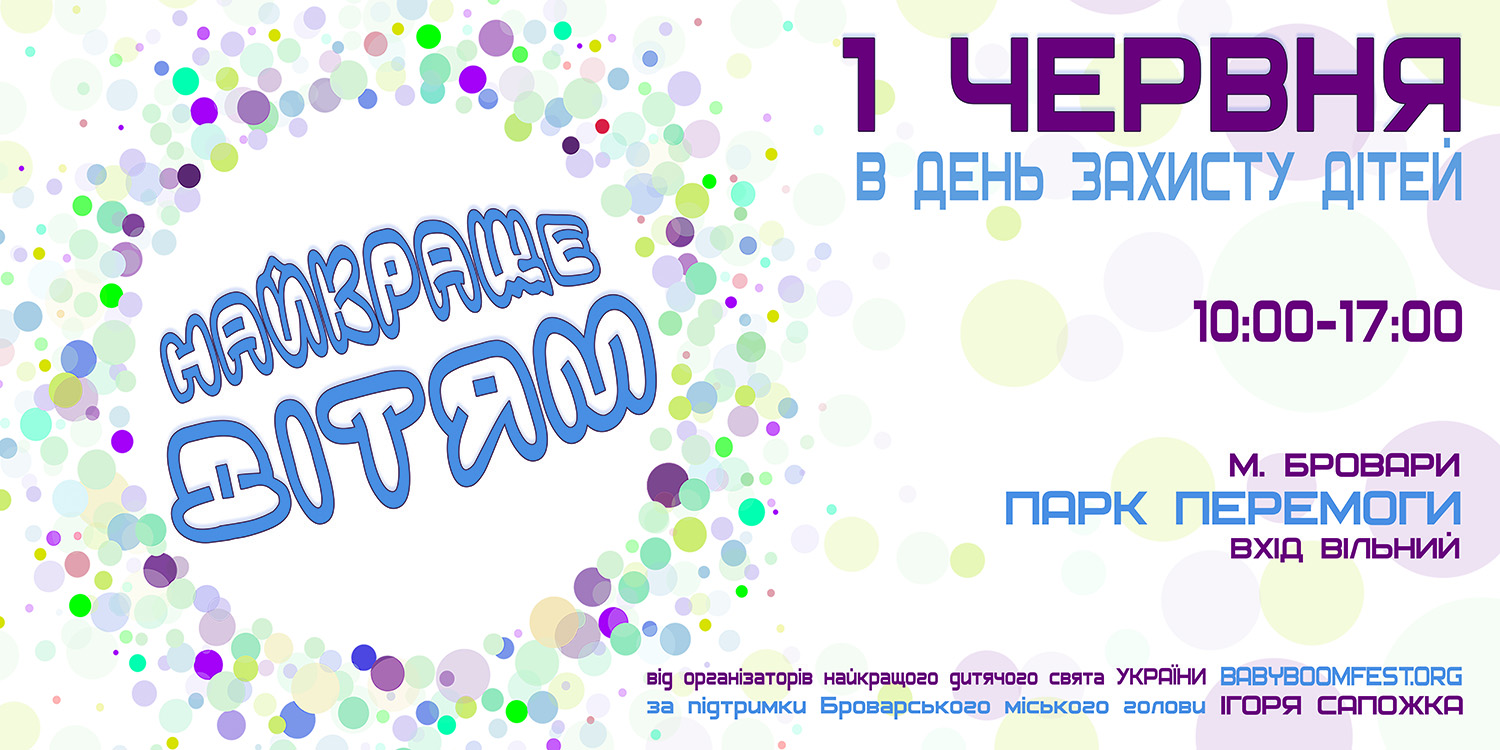 НАЙКРАЩЕ
ДІТЯМ
1 ЧЕРВНЯ
В ДЕНЬ ЗАХИСТУ ДІТЕЙ
10:00-17:00
М. БРОВАРИ
ПАРК ПЕРЕМОГИ
ВХІД ВІЛЬНИЙ
від організаторів найкращого дитячого свята УКРАЇНИ BABYBOOMFEST.ORG
за підтримки Броварського міського голови ІГОРЯ САПОЖКА